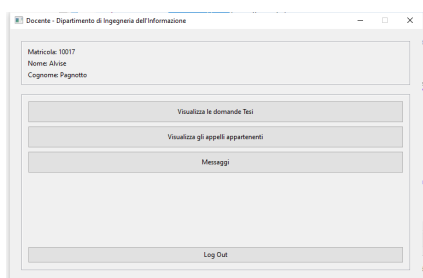 Docente - Dipartimento di Ingegneria dell'Informazione
Matricola: 10017
Nome: Alvise
Cognome: Pagnotto
Visualizza le domande Tesi
Visualizza gli appelli appartenenti
Messaggi
Log Out